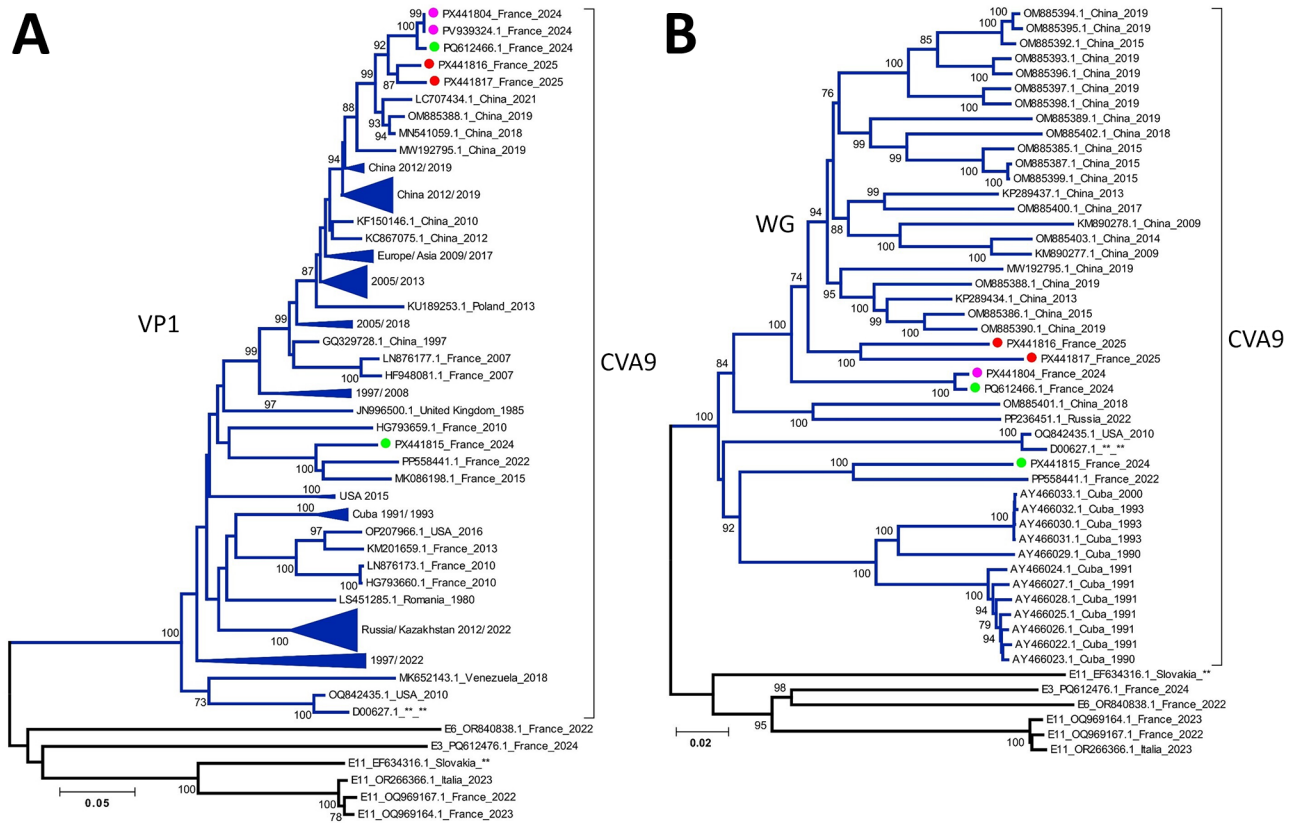 A
99
PX441804_France_2024
PV939324.1_France_2024
100
PQ612466.1_France_2024
92
PX441816_France_2025
99
87
PX441817_France_2025
LC707434.1_China_2021
88
OM885388.1_China_2019
93
94
MN541059.1_China_2018
MW192795.1_China_2019
94
China 2012/2019
China 2012/2019
KF150146.1_China_2010
KC867075.1_China_2012
Europe/Asia 2009/2017
87
2005/2013
KU189253.1_Poland_2013
VP1
99
2005/2018
GQ329728.1_China_1997
99
LN876177.1_France_2007
100
HF948081.1_France_2007
CVA9
1997/2008
97
JN996500.1_United Kingdom_1985
HG793659.1_France_2010
PX441815_France_2024
100
PP558441.1_France_2022
MK086198.1_France_2015
100
USA 2015
100
Cuba 1991/1993
97
OP207966.1_USA_2016
KM201659.1_France_2013
100
LN876173.1_France_2010
100
HG793660.1_France_2010
LS451285.1_Romania_1980
100
Russia/Kazakhstan 2012/2022
100
1997/2022
MK652143.1_Venezuela_2018
73
OQ842435.1_USA_2010
D00627.1_**_**
E6_OR840838.1_France_2022
E3_PQ612476.1_France_2024
E11_EF634316.1_Slovakia_**
100
E11_OR266366.1_Italia_2023
100
E11_OQ969167.1_France_2022
78
E11_OQ969164.1_France_2023
0.05
B
100
OM885394.1_China_2019
100
OM885395.1_China_2019
85
OM885392.1_China_2015
100
OM885393.1_China_2019
100
OM885396.1_China_2019
OM885397.1_China_2019
100
OM885398.1_China_2019
76
OM885389.1_China_2019
OM885402.1_China_2018
99
99
OM885385.1_China_2015
100
OM885387.1_China_2015
100
OM885399.1_China_2015
99
KP289437.1_China_2013
OM885400.1_China_2017
94
WG
88
KM890278.1_China_2009
100
OM885403.1_China_2014
100
KM890277.1_China_2009
MW192795.1_China_2019
74
OM885388.1_China_2019
95
100
KP289434.1_China_2013
99
OM885386.1_China_2015
100
OM885390.1_China_2019
100
PX441816_France_2025
100
PX441817_France_2025
CVA9
84
PX441804_France_2024
100
PQ612466.1_France_2024
OM885401.1_China_2018
100
PP236451.1_Russia_2022
100
100
OQ842435.1_USA_2010
D00627.1_**_**
PX441815_France_2024
100
PP558441.1_France_2022
AY466033.1_Cuba_2000
AY466032.1_Cuba_1993
92
100
AY466030.1_Cuba_1993
100
AY466031.1_Cuba_1993
AY466029.1_Cuba_1990
100
AY466024.1_Cuba_1991
AY466027.1_Cuba_1991
100
AY466028.1_Cuba_1991
94
AY466025.1_Cuba_1991
79
AY466026.1_Cuba_1991
94
AY466022.1_Cuba_1991
AY466023.1_Cuba_1990
E11_EF634316.1_Slovakia_**
98
E3_PQ612476.1_France_2024
E6_OR840838.1_France_2022
95
E11_OQ969164.1_France_2023
E11_OQ969167.1_France_2022
100
E11_OR266366.1_Italia_2023
0.02